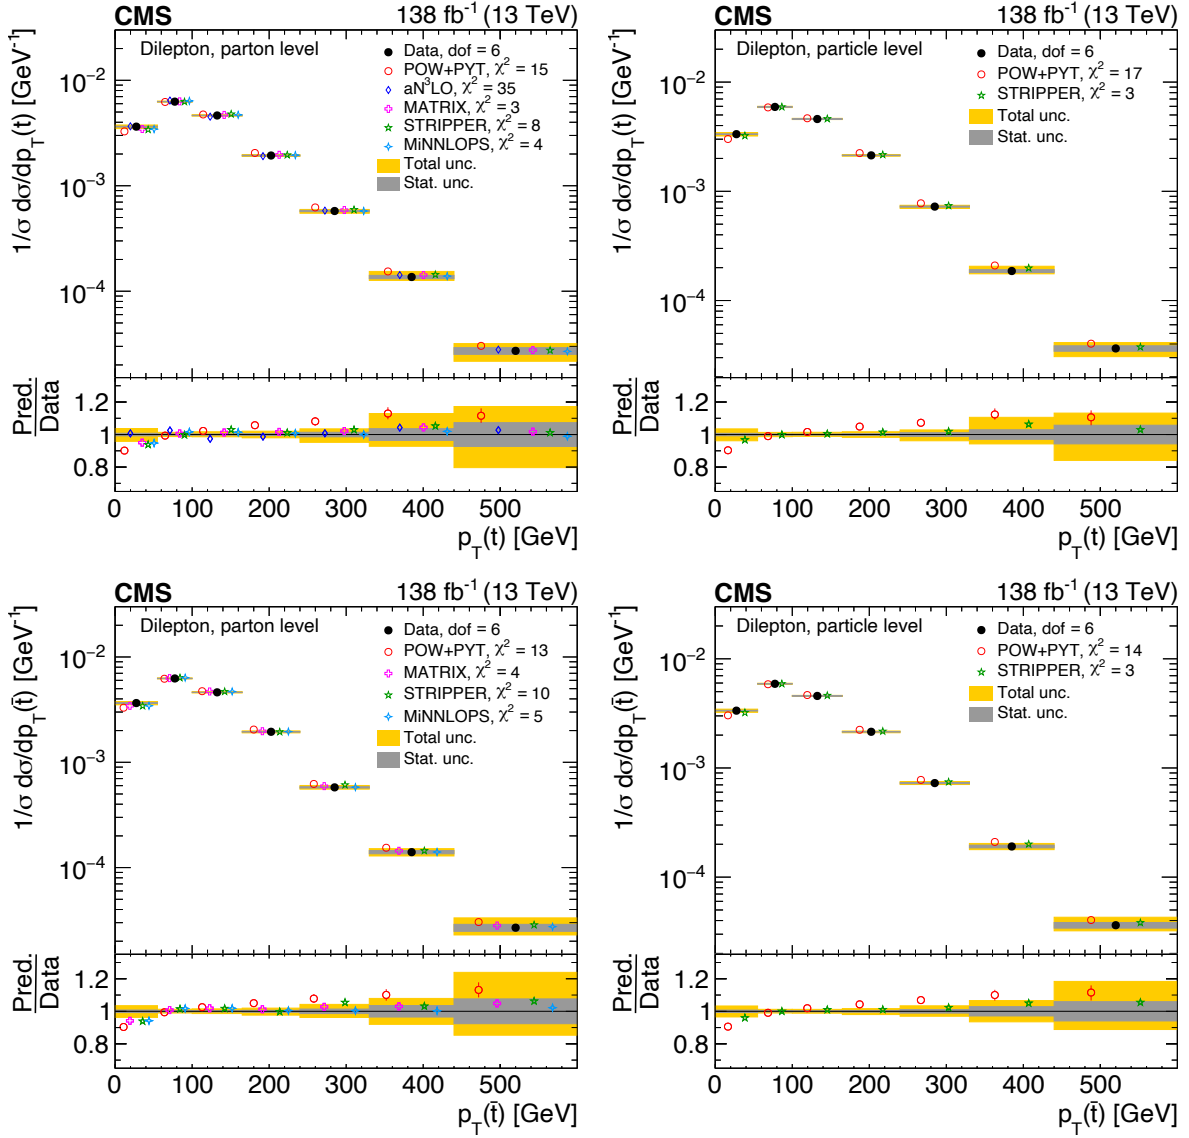 CMS 138 fb⁻¹ (13 TeV)
Dilepton, parton level
Data, dof = 6
POW+PYT, χ² = 15
aN³LO, χ² = 35
MATRIX, χ² = 3
STRIPPER, χ² = 8
MiNNLOPS, χ² = 4
Total unc.
Stat. unc.
1/σ dσ/dp_T(t) [GeV⁻¹]
10⁻²
10⁻³
10⁻⁴
Pred.
Data
1.2
1
0.8
0 100 200 300 400 500
p_T(t) [GeV]
CMS 138 fb⁻¹ (13 TeV)
Dilepton, particle level
Data, dof = 6
POW+PYT, χ² = 17
STRIPPER, χ² = 3
Total unc.
Stat. unc.
1/σ dσ/dp_T(t) [GeV⁻¹]
10⁻²
10⁻³
10⁻⁴
Pred.
Data
1.2
1
0.8
0 100 200 300 400 500
p_T(t) [GeV]
CMS 138 fb⁻¹ (13 TeV)
Dilepton, parton level
Data, dof = 6
POW+PYT, χ² = 13
MATRIX, χ² = 4
STRIPPER, χ² = 10
MiNNLOPS, χ² = 5
Total unc.
Stat. unc.
1/σ dσ/dp_T(t̄) [GeV⁻¹]
10⁻²
10⁻³
10⁻⁴
Pred.
Data
1.2
1
0.8
0 100 200 300 400 500
p_T(t̄) [GeV]
CMS 138 fb⁻¹ (13 TeV)
Dilepton, particle level
Data, dof = 6
POW+PYT, χ² = 14
STRIPPER, χ² = 3
Total unc.
Stat. unc.
1/σ dσ/dp_T(t̄) [GeV⁻¹]
10⁻²
10⁻³
10⁻⁴
Pred.
Data
1.2
1
0.8
0 100 200 300 400 500
p_T(t̄) [GeV]